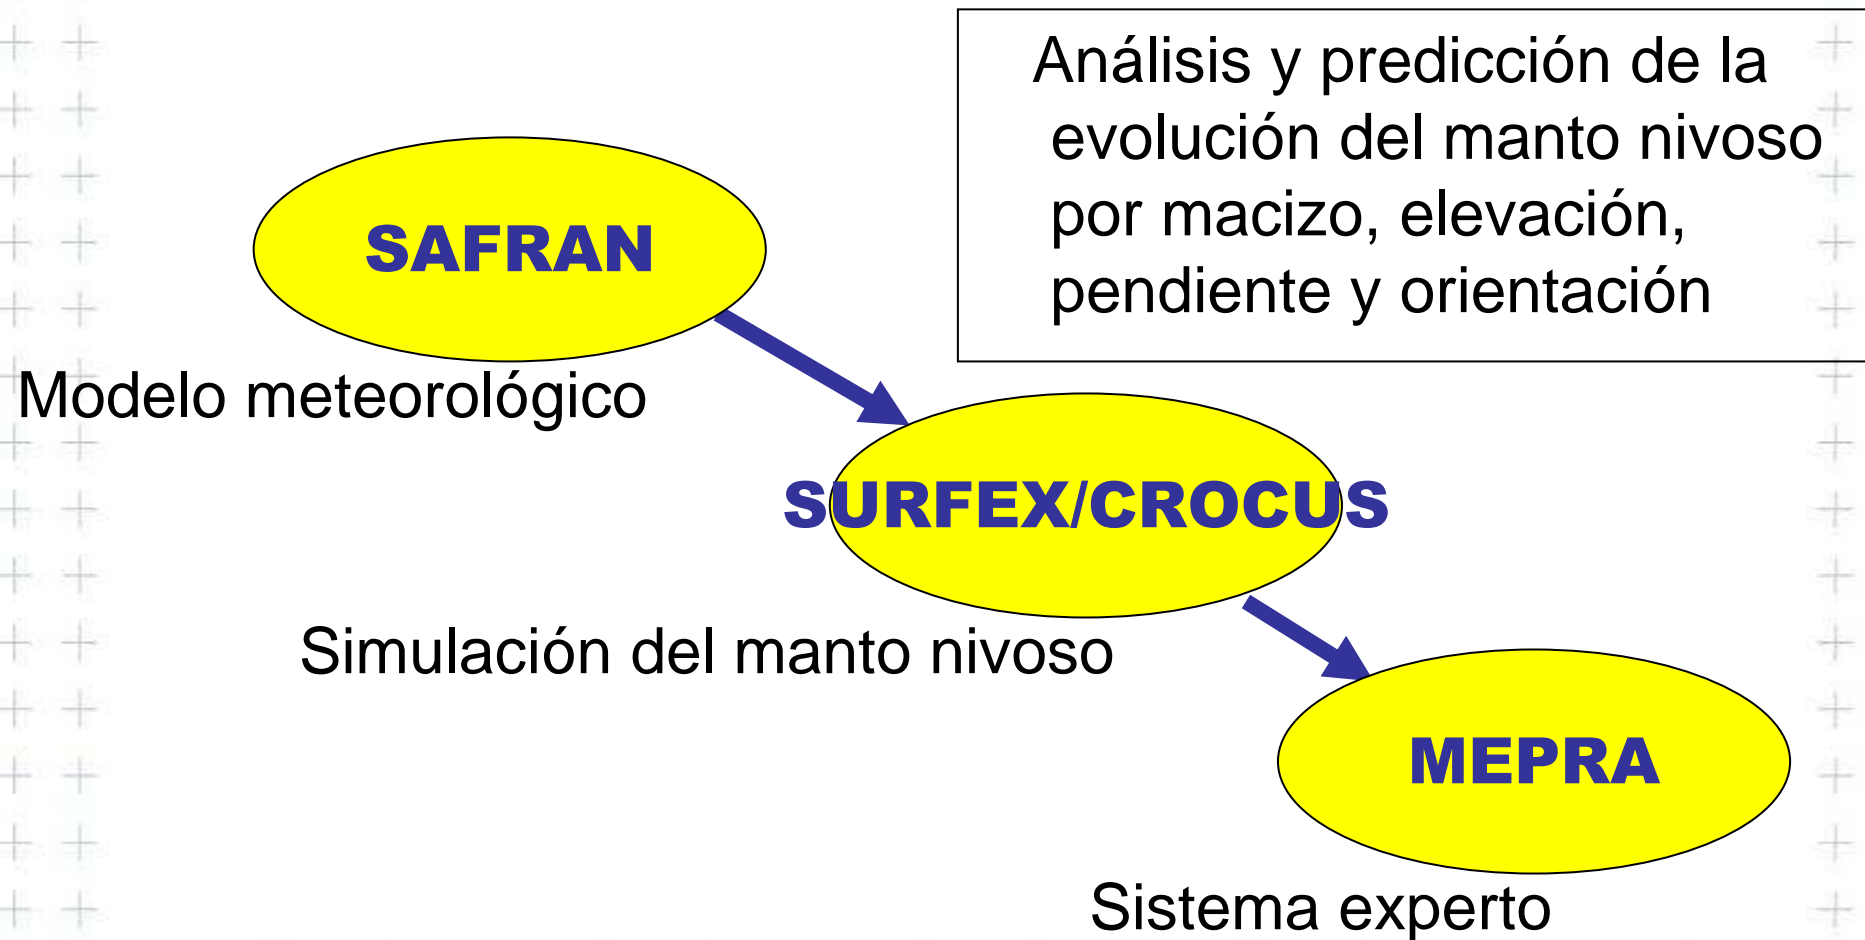 Análisis y predicción de la
evolución del manto nivoso
por macizo, elevación,
pendiente y orientación
SAFRAN
Modelo meteorológico
SURFEX/CROCUS
Simulación del manto nivoso
MEPRA
Sistema experto